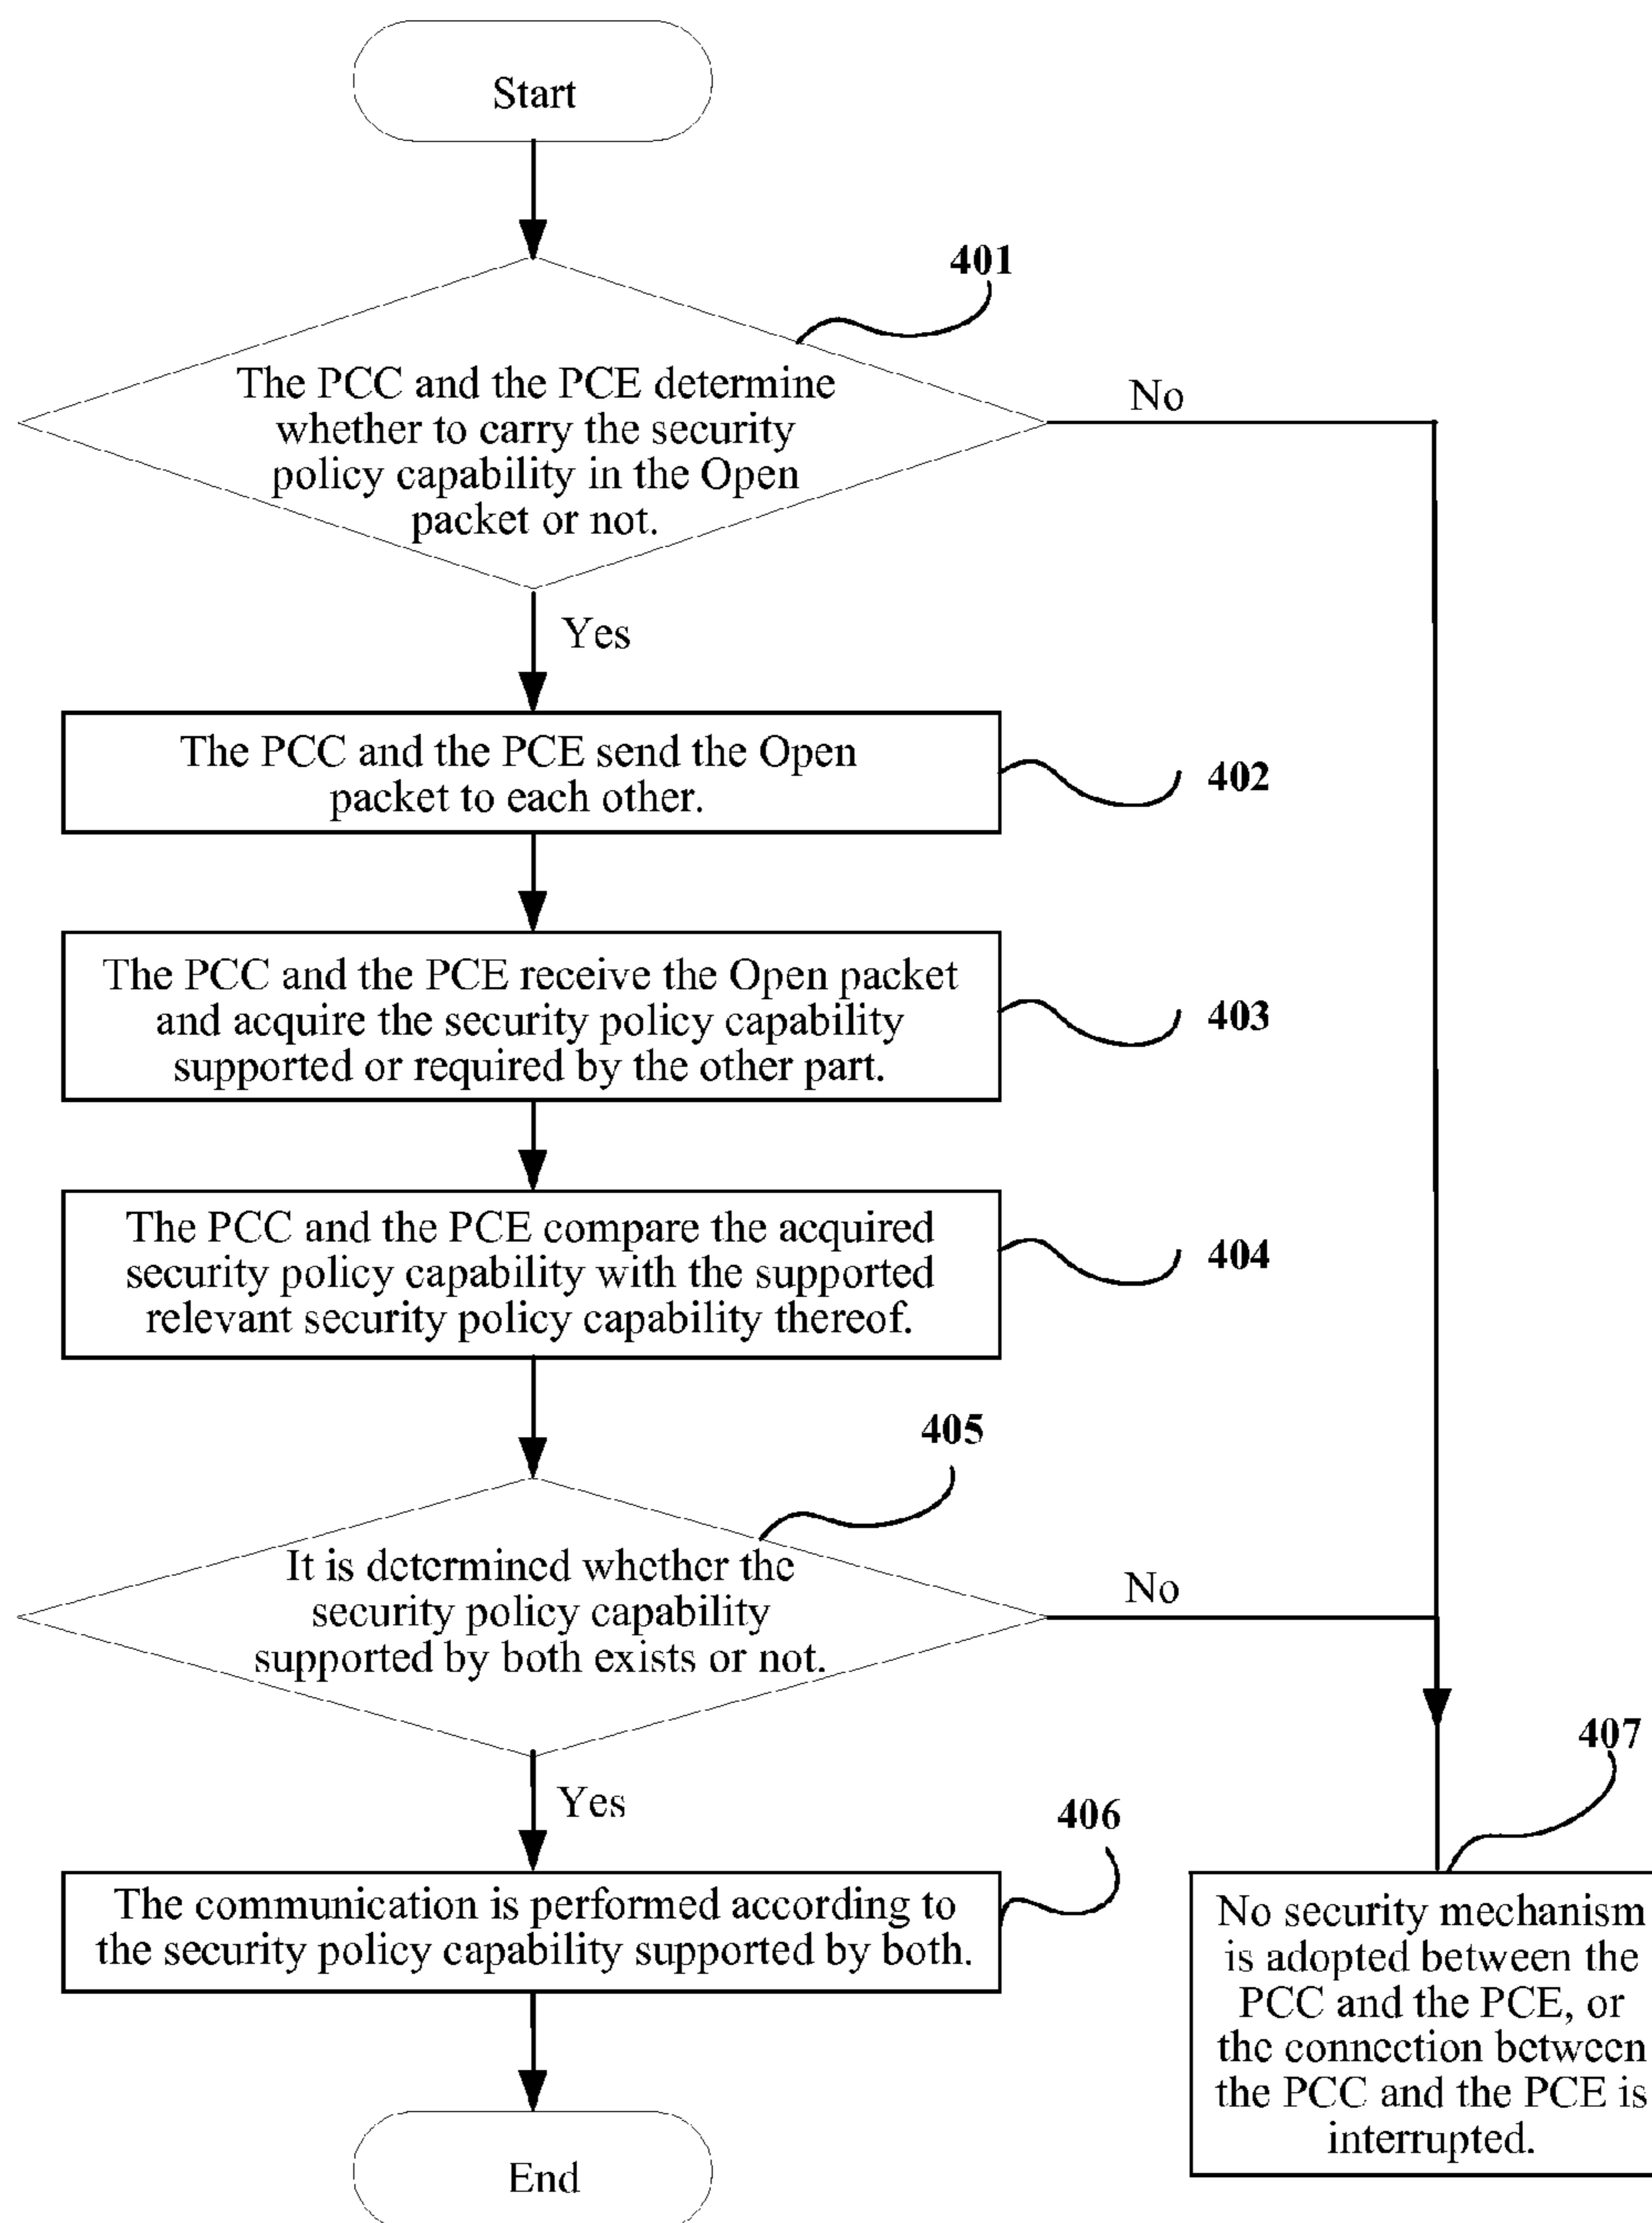 Start
401
The PCC and the PCE determine
whether to carry the security
policy capability in the Open
packet or not.
No
Yes
The PCC and the PCE send the Open
packet to each other.
402
The PCC and the PCE receive the Open packet
and acquire the security policy capability
supported or required by the other part.
403
The PCC and the PCE compare the acquired
security policy capability with the supported
relevant security policy capability thereof.
404
405
It is determined whether the
security policy capability
supported by both exists or not.
No
Yes
407
406
The communication is performed according to
the security policy capability supported by both.
No security mechanism
is adopted between the
PCC and the PCE, or
the connection between
the PCC and the PCE is
interrupted.
End